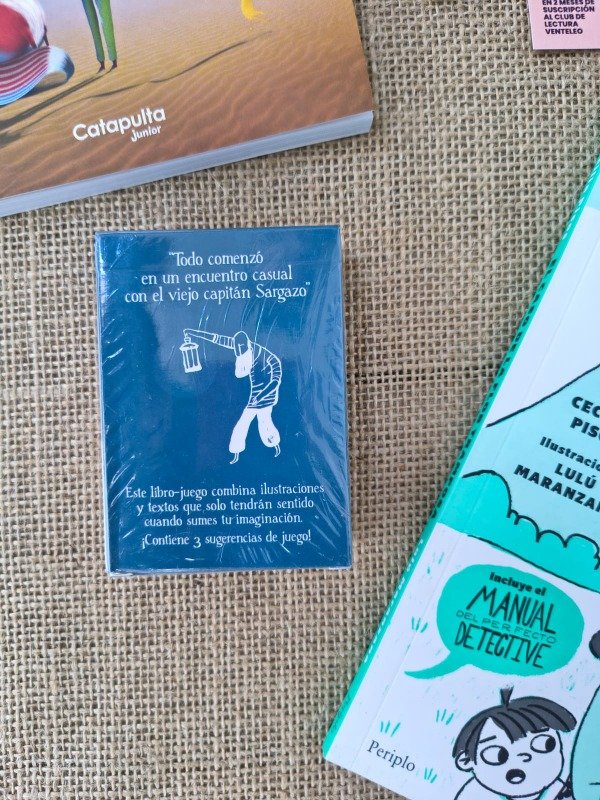 EN 2 MESES DE
SUSCRIPCIÓN
AL CLUB DE
LECTURA
VENTELEO
Catapulta
Junior
"Todo comenzó
en un encuentro casual
con el viejo capitán Sargazo"
Este libro-juego combina ilustraciones
y textos que solo tendrán sentido
cuando sumes tu imaginación.
¡Contiene 3 sugerencias de juego!
LULÚ
Incluye el
MANUAL
DEL PERFECTO
DETECTIVE
Periplo